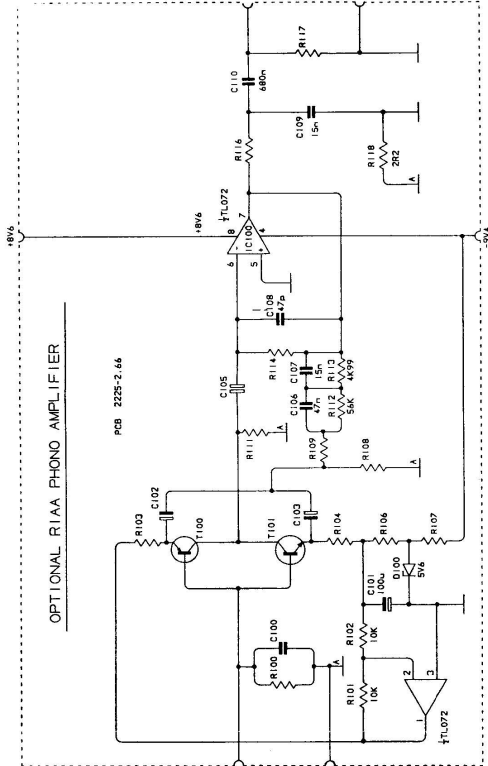 OPTIONAL RIAA PHONO AMPLIFIER
PCB 2225-2.66
+8V6
+8V6
R103
C102
T100
T101
C103
R104
R106
R107
R111
A
C105
R109
R108
A
R114
C106
47n
C107
15n
R112
56K
R113
4K99
C108
47p
6
5
8
4
7
-
+
IC100
½TL072
R116
C109
15n
C110
680n
R117
R118
2R2
A
R100
C100
A
R101
10K
R102
10K
C101
100u
D100
5V6
1
2
3
½TL072